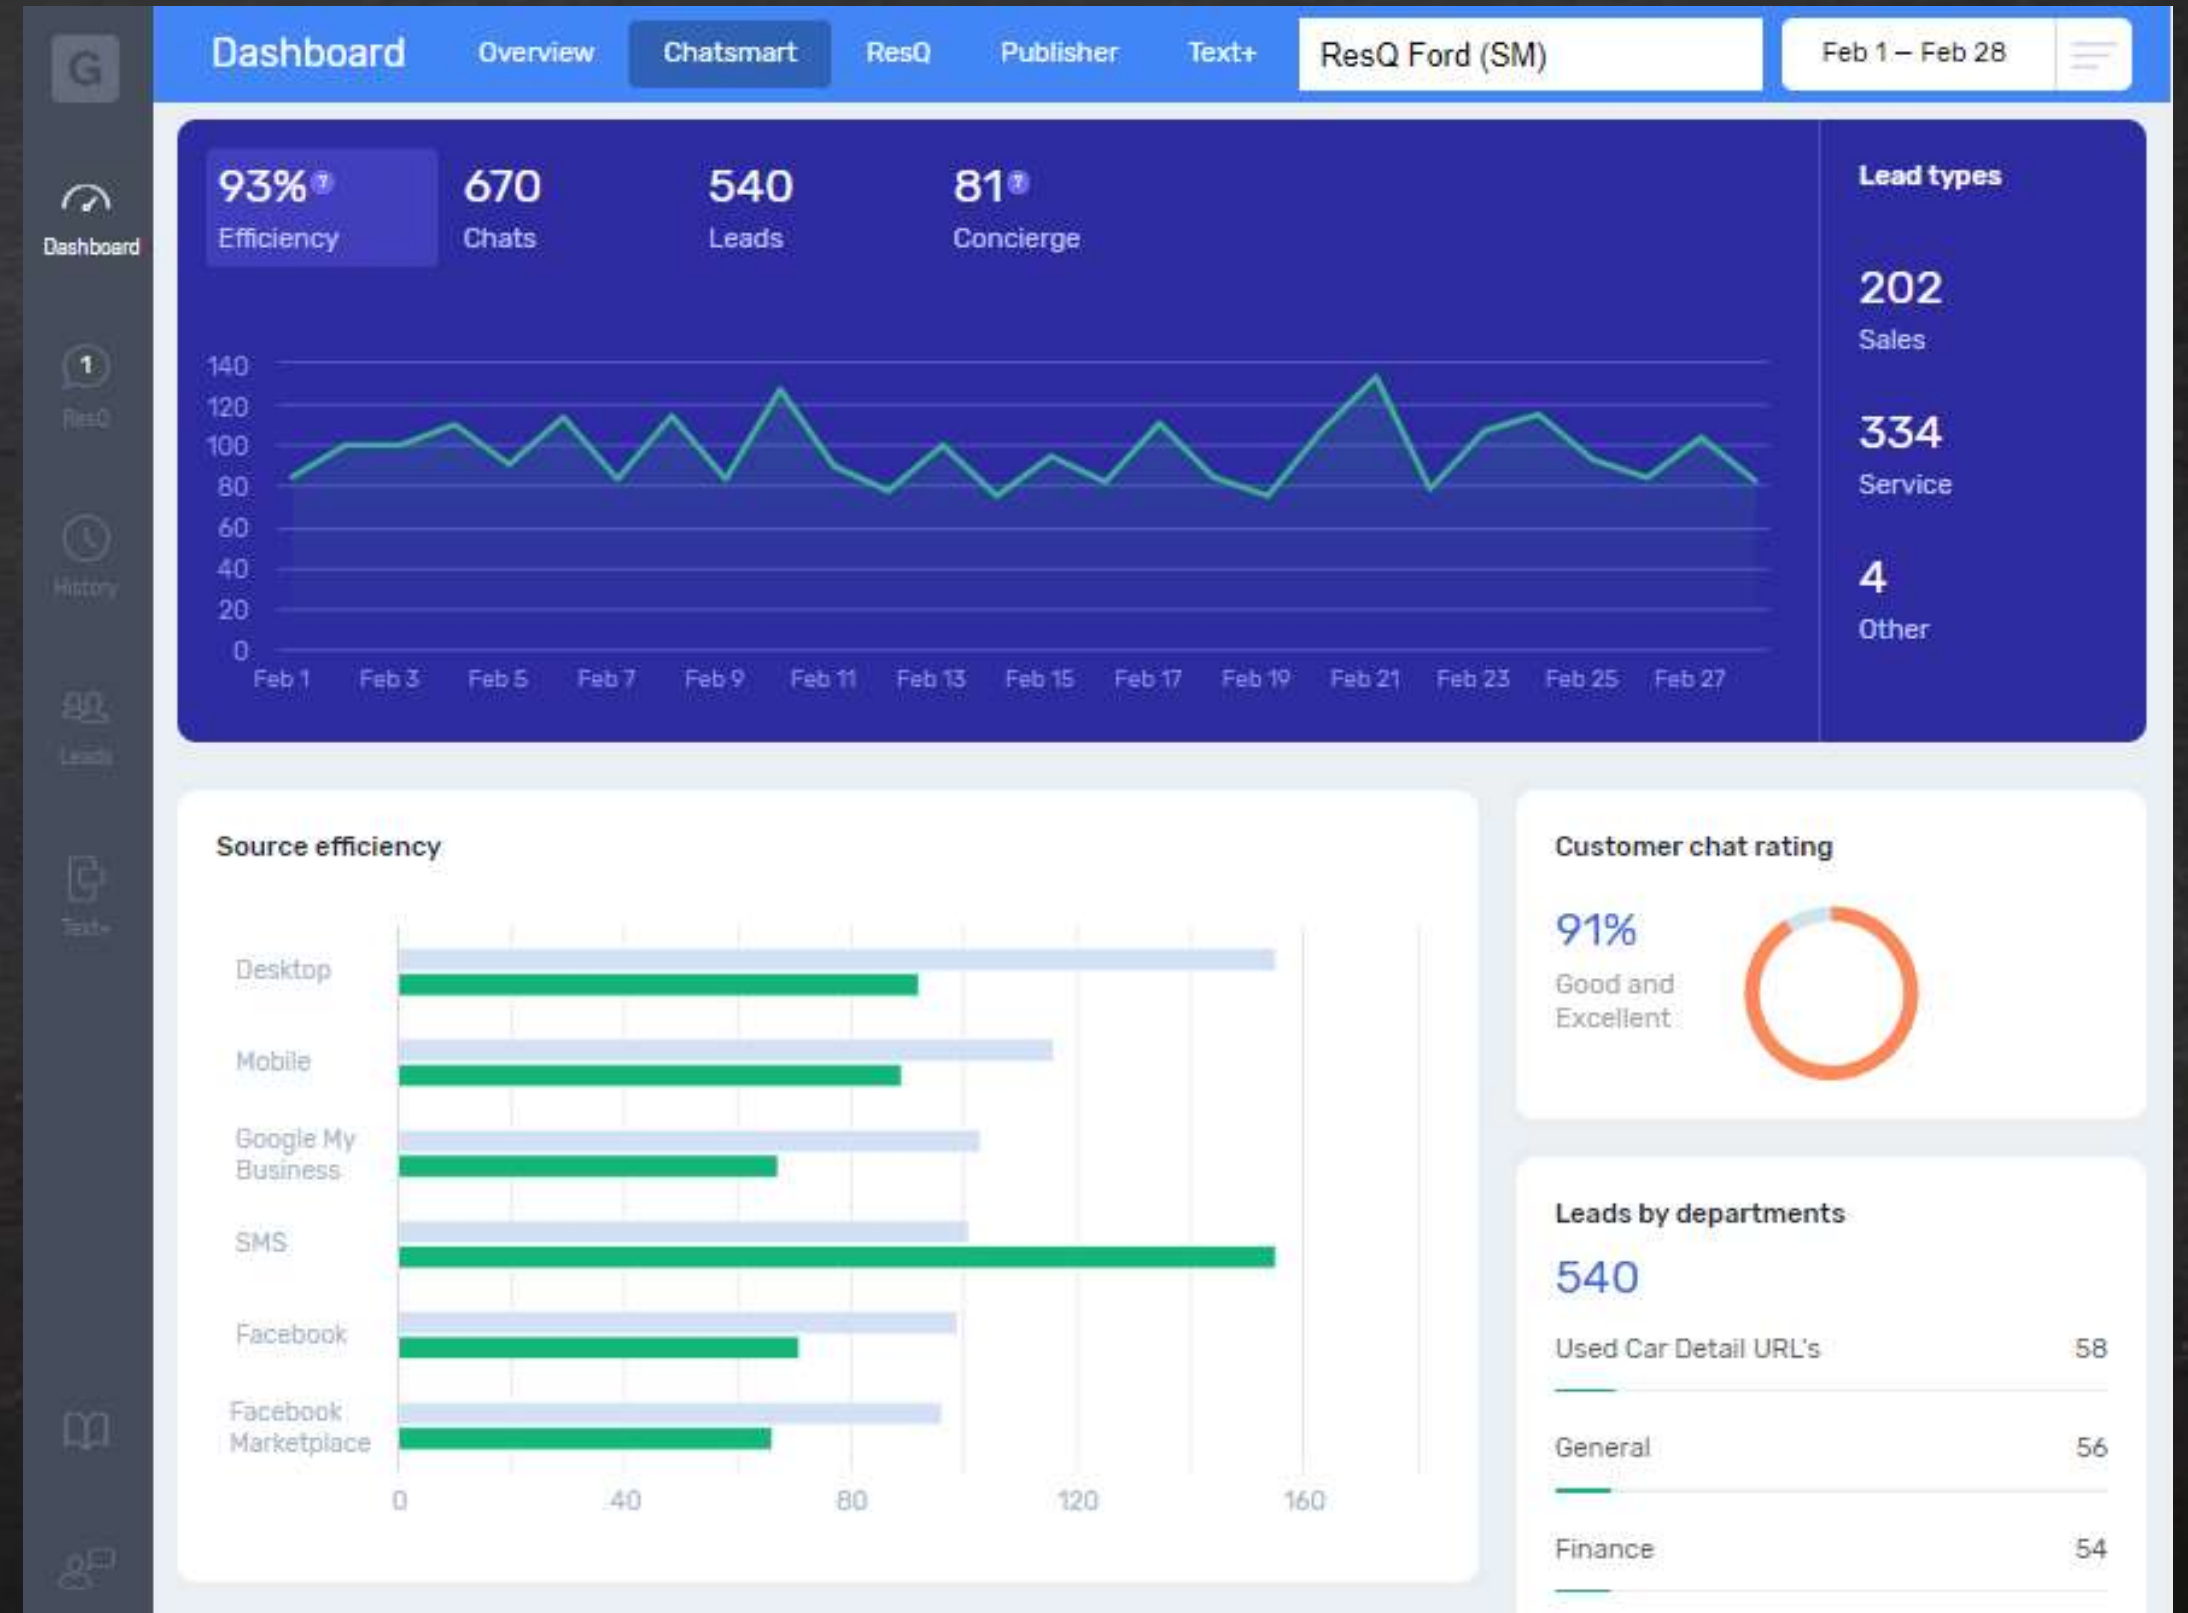 G
Dashboard
Overview
Chatsmart
ResQ
Publisher
Text+
ResQ Ford (SM)
Feb 1 – Feb 28
Dashboard
1
ResQ
History
Leads
Text+
93% ?
Efficiency
670
Chats
540
Leads
81 ?
Concierge
140
120
100
80
60
40
20
0
Feb 1
Feb 3
Feb 5
Feb 7
Feb 9
Feb 11
Feb 13
Feb 15
Feb 17
Feb 19
Feb 21
Feb 23
Feb 25
Feb 27
Lead types
202
Sales
334
Service
4
Other
Source efficiency
Desktop
Mobile
Google My
Business
SMS
Facebook
Facebook
Marketplace
0
40
80
120
160
Customer chat rating
91%
Good and
Excellent
Leads by departments
540
Used Car Detail URL's
58
General
56
Finance
54